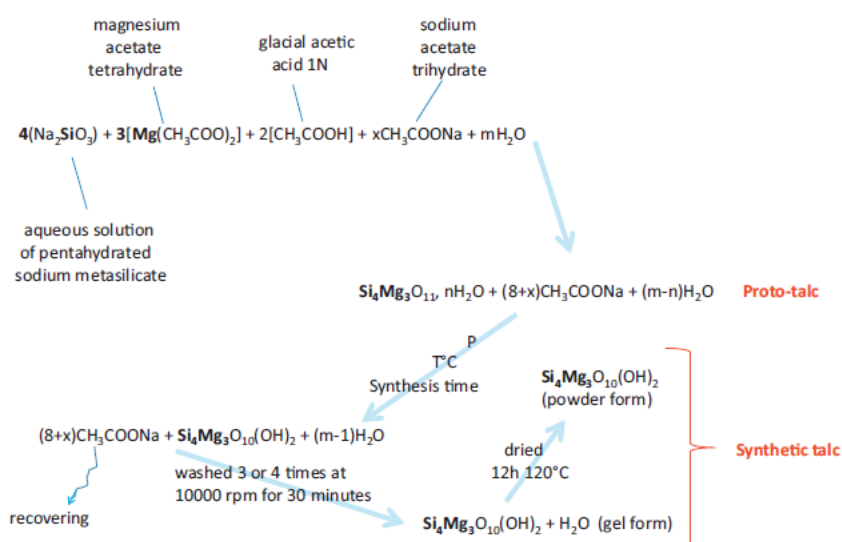 magnesium
acetate
tetrahydrate
glacial acetic
acid 1N
sodium
acetate
trihydrate
4(Na₂SiO₃) + 3[Mg(CH₃COO)₂] + 2[CH₃COOH] + xCH₃COONa + mH₂O
aqueous solution
of pentahydrated
sodium metasilicate
Si₄Mg₃O₁₁, nH₂O + (8+x)CH₃COONa + (m-n)H₂O
Proto-talc
P
T°C
Synthesis time
Si₄Mg₃O₁₀(OH)₂
(powder form)
(8+x)CH₃COONa + Si₄Mg₃O₁₀(OH)₂ + (m-1)H₂O
dried
12h 120°C
Synthetic talc
washed 3 or 4 times at
10000 rpm for 30 minutes
recovering
Si₄Mg₃O₁₀(OH)₂ + H₂O (gel form)